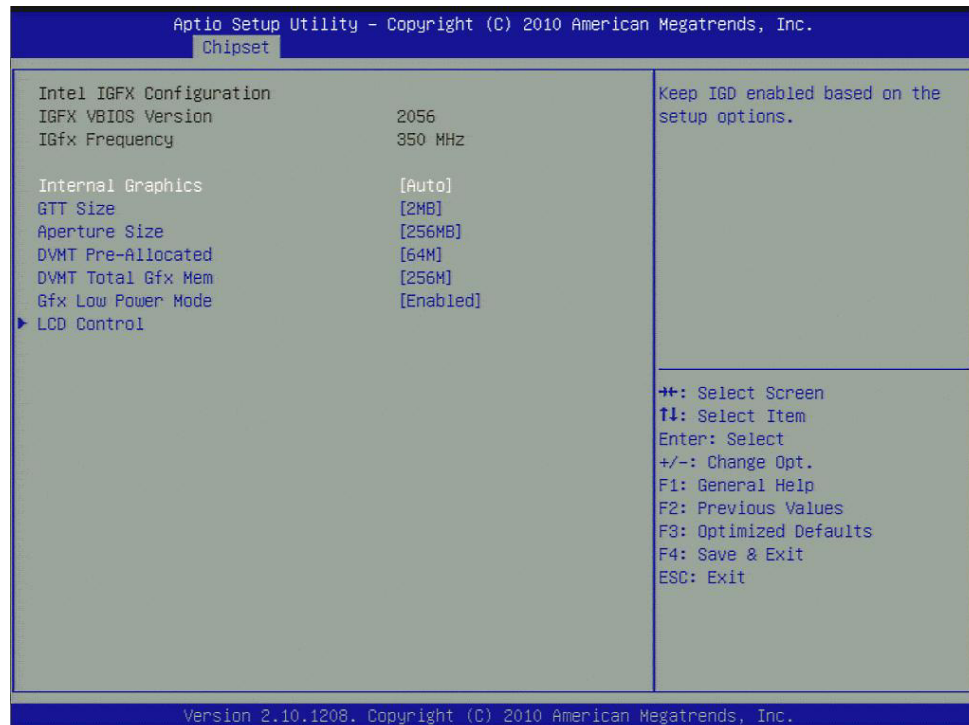 Aptio Setup Utility – Copyright (C) 2010 American Megatrends, Inc.
Chipset
Intel IGFX Configuration
IGFX VBIOS Version 2056
IGfx Frequency 350 MHz
Internal Graphics [Auto]
GTT Size [2MB]
Aperture Size [256MB]
DVMT Pre-Allocated [64M]
DVMT Total Gfx Mem [256M]
Gfx Low Power Mode [Enabled]
LCD Control
Keep IGD enabled based on the
setup options.
→←: Select Screen
↑↓: Select Item
Enter: Select
+/-: Change Opt.
F1: General Help
F2: Previous Values
F3: Optimized Defaults
F4: Save & Exit
ESC: Exit
Version 2.10.1208. Copyright (C) 2010 American Megatrends, Inc.